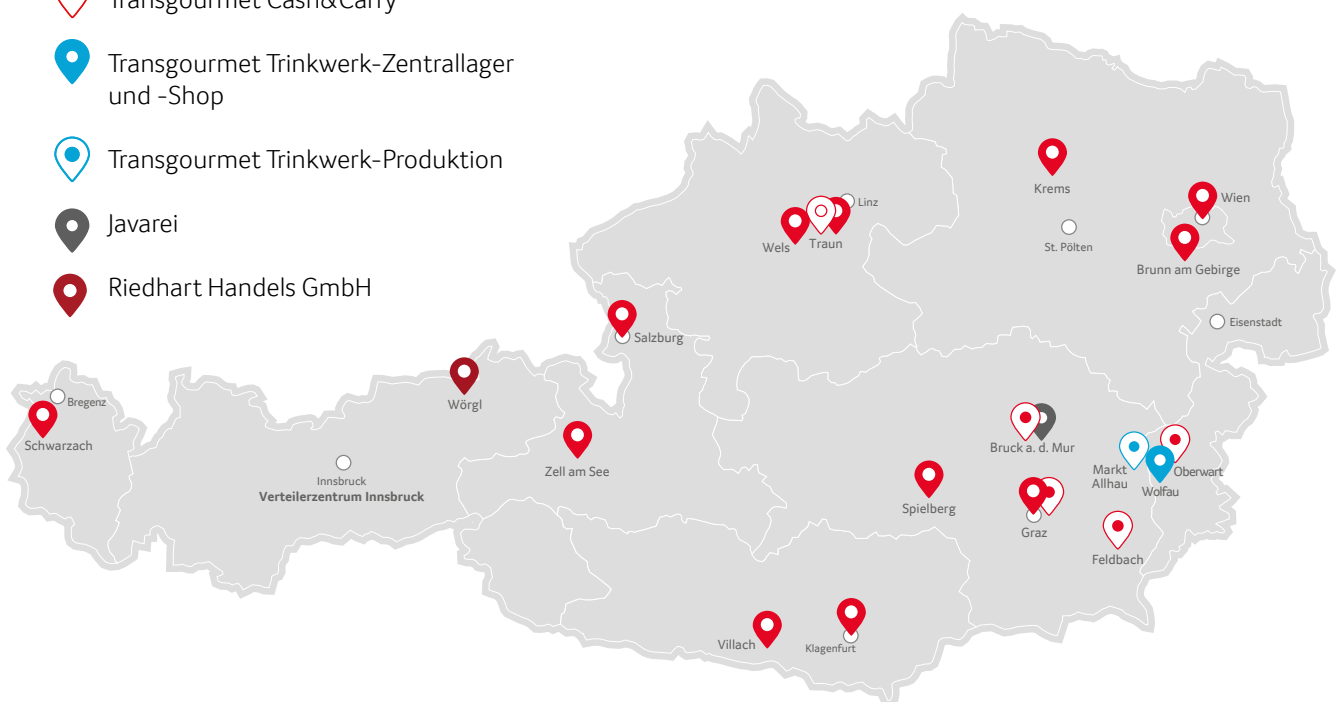 Transgourmet Cash&Carry
Transgourmet Trinkwerk-Zentrallager
und -Shop
Transgourmet Trinkwerk-Produktion
Javarei
Riedhart Handels GmbH
Krems
Wien
Linz
Wels
Traun
St. Pölten
Brunn am Gebirge
Eisenstadt
Salzburg
Wörgl
Bregenz
Schwarzach
Zell am See
Innsbruck
Verteilerzentrum Innsbruck
Bruck a. d. Mur
Markt
Allhau
Oberwart
Wolfau
Spielberg
Graz
Feldbach
Villach
Klagenfurt